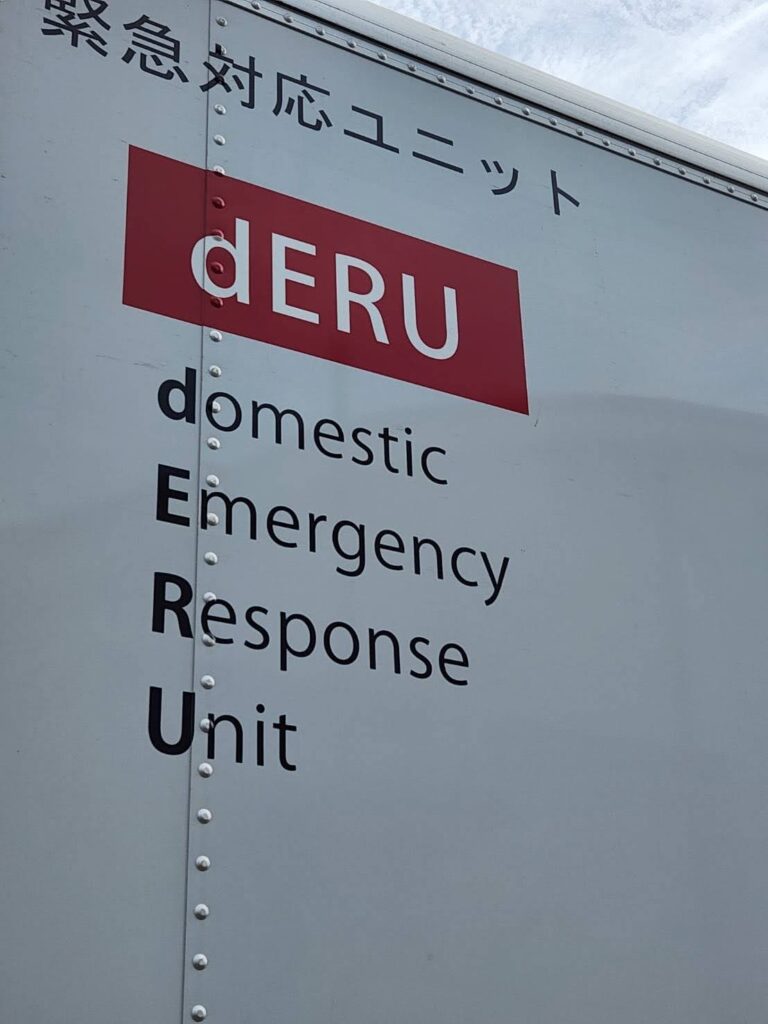 緊急対応ユニット
dERU
domestic
Emergency
Response
Unit